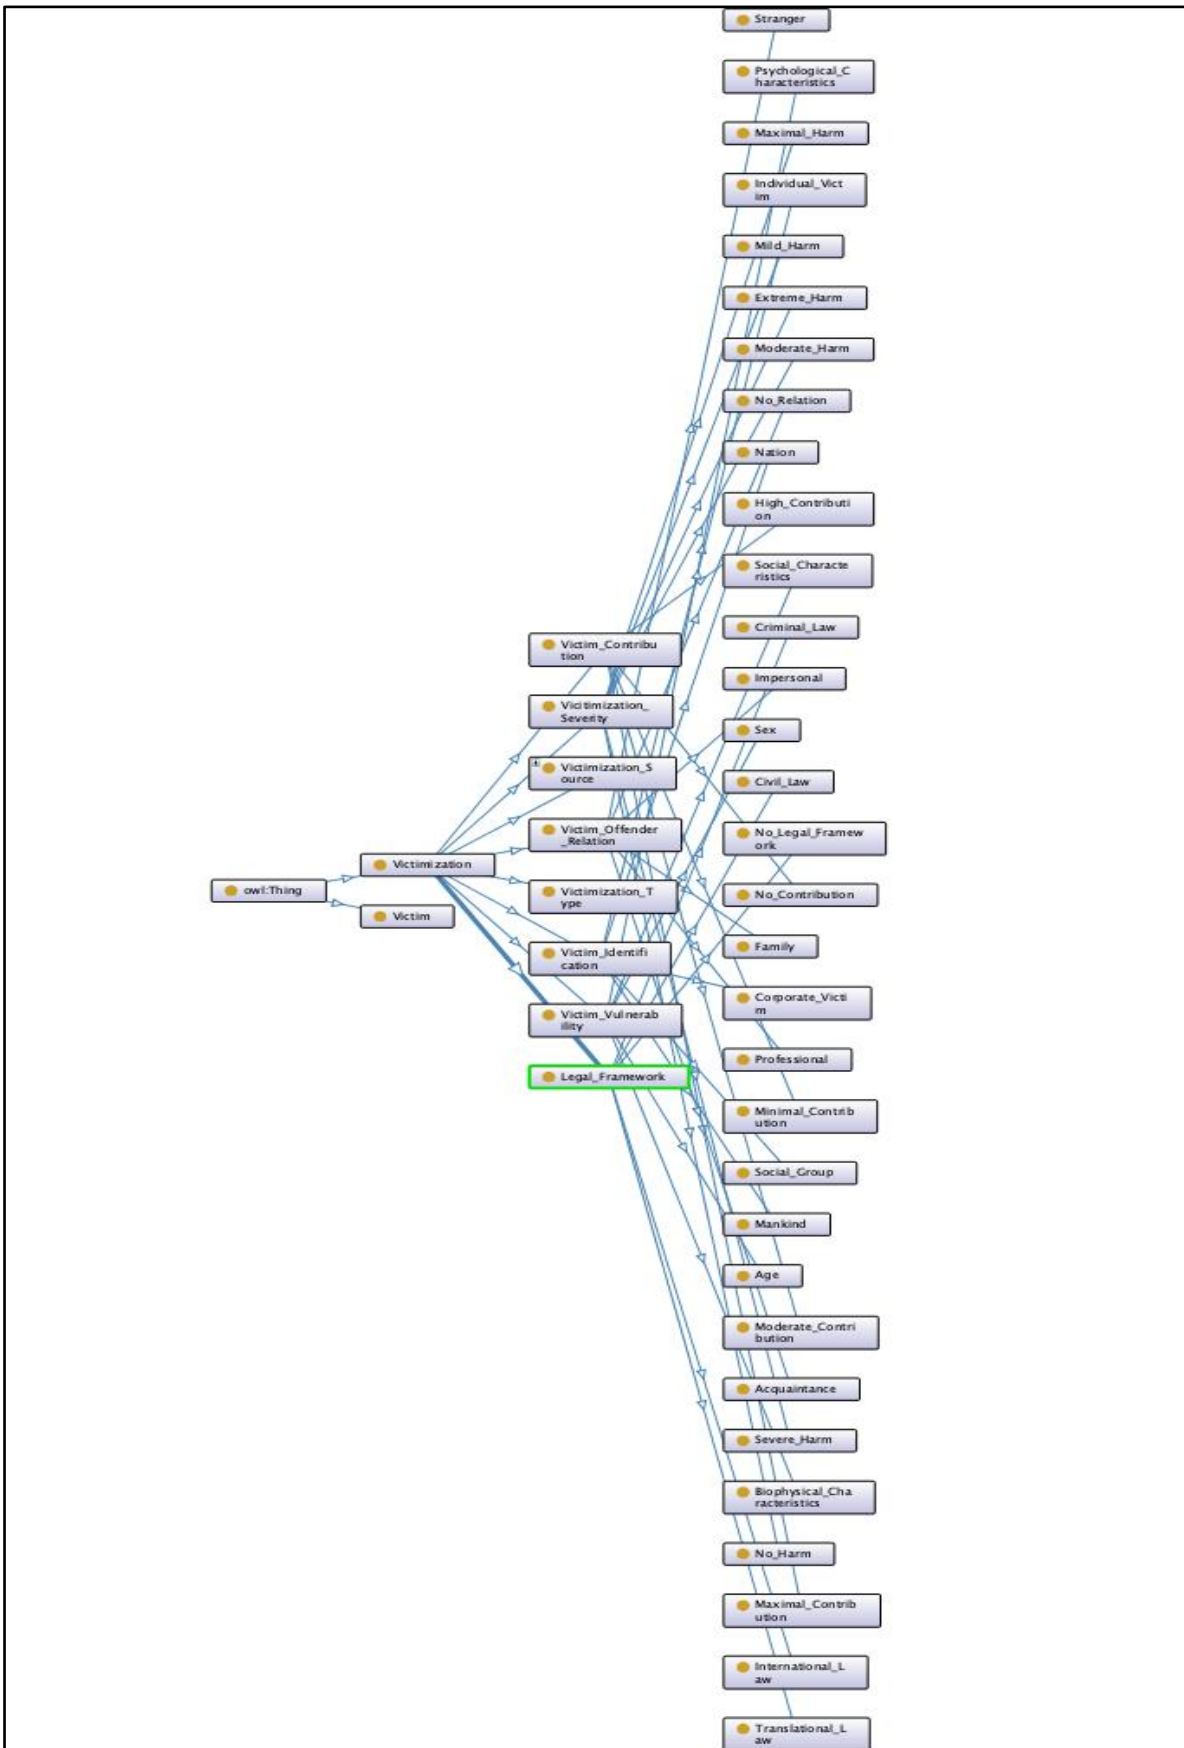 Stranger
Psychological_C
haracteristics
Maximal_Harm
Individual_Vict
im
Mild_Harm
Extreme_Harm
Moderate_Harm
No_Relation
Nation
High_Contributi
on
Social_Characte
ristics
Criminal_Law
Impersonal
Sex
Civil_Law
No_Legal_Framew
ork
No_Contribution
Family
Corporate_Victi
m
Professional
Minimal_Contrib
ution
Social_Group
Mankind
Age
Moderate_Contri
bution
Acquaintance
Severe_Harm
Biophysical_Cha
racteristics
No_Harm
Maximal_Contrib
ution
International_L
aw
Translational_L
aw
Victim_Contribu
tion
Vicitimization_
Severity
Victimization_S
ource
Victim_Offender
_Relation
Victimization_T
ype
Victim_Identifi
cation
Victim_Vulnerab
ility
Legal_Framework
Victimization
Victim
owl:Thing